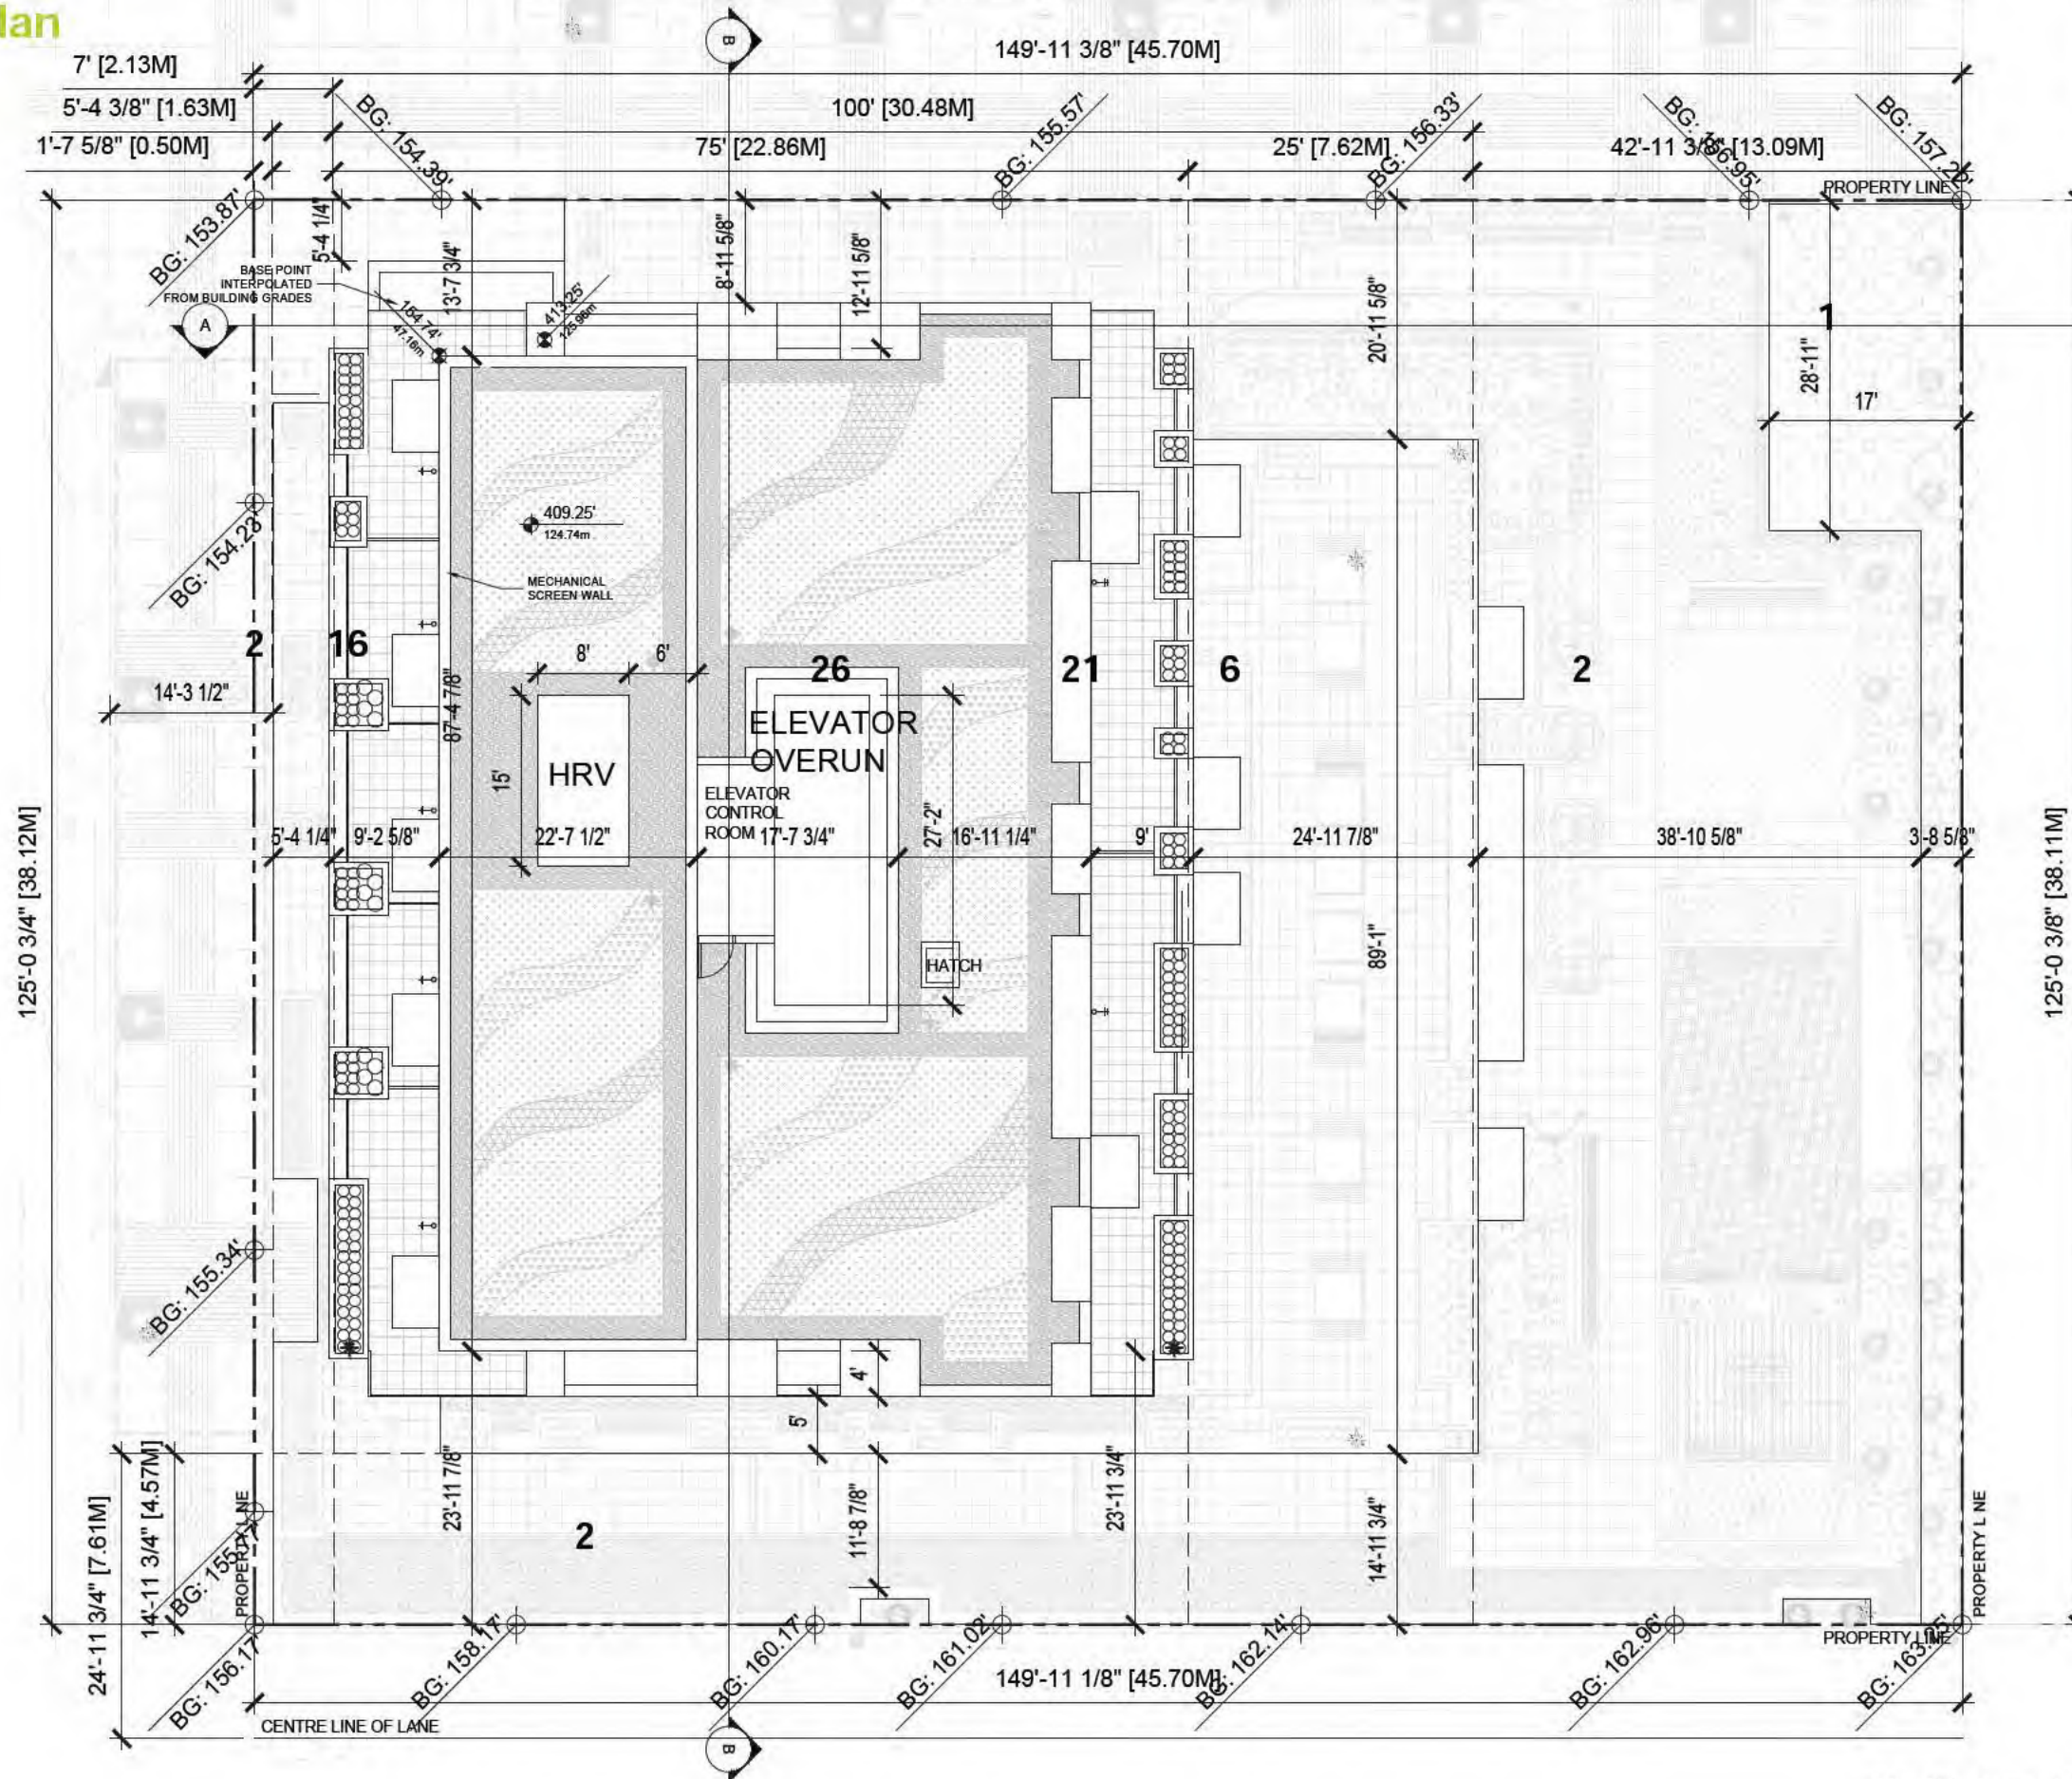 149'-11 3/8" [45.70M]
7' [2.13M]
5'-4 3/8" [1.63M]
100' [30.48M]
1'-7 5/8" [0.50M]
75' [22.86M]
25' [7.62M]
42'-11 3/8" [13.09M]
B
BG: 153.87'
BG: 154.39'
BG: 155.57'
BG: 156.33'
BG: 156.95'
PROPERTY LINE
5'-4 1/4"
13'-7 3/4"
8'-11 5/8"
12'-11 5/8"
20'-11 5/8"
BASE POINT
INTERPOLATED
FROM BUILDING GRADES
A
154.74'
47.16m
413.25'
125.96m
1
28'-11"
17'
409.25'
124.74m
BG: 154.23'
MECHANICAL
SCREEN WALL
2
16
8'
6'
26
21
6
2
14'-3 1/2"
87'-4 7/8"
15'
HRV
ELEVATOR
OVERUN
ELEVATOR
CONTROL
ROOM
27'-2"
5'-4 1/4"
9'-2 5/8"
22'-7 1/2"
17'-7 3/4"
16'-11 1/4"
9'
24'-11 7/8"
38'-10 5/8"
125'-0 3/4" [38.12M]
125'-0 3/8" [38.11M]
HATCH
89'-1"
BG: 155.34'
4'
5'
24'-11 3/4" [7.61M]
14'-11 3/4" [4.57M]
23'-11 7/8"
11'-8 7/8"
23'-11 3/4"
14'-11 3/4"
2
PROPERTY L NE
PROPERTY L NE
PROPERTY LINE
BG: 156.17'
BG: 158.17'
BG: 160.17'
BG: 161.02'
BG: 162.14'
BG: 162.96'
BG: 163.25'
149'-11 1/8" [45.70M]
CENTRE LINE OF LANE
B